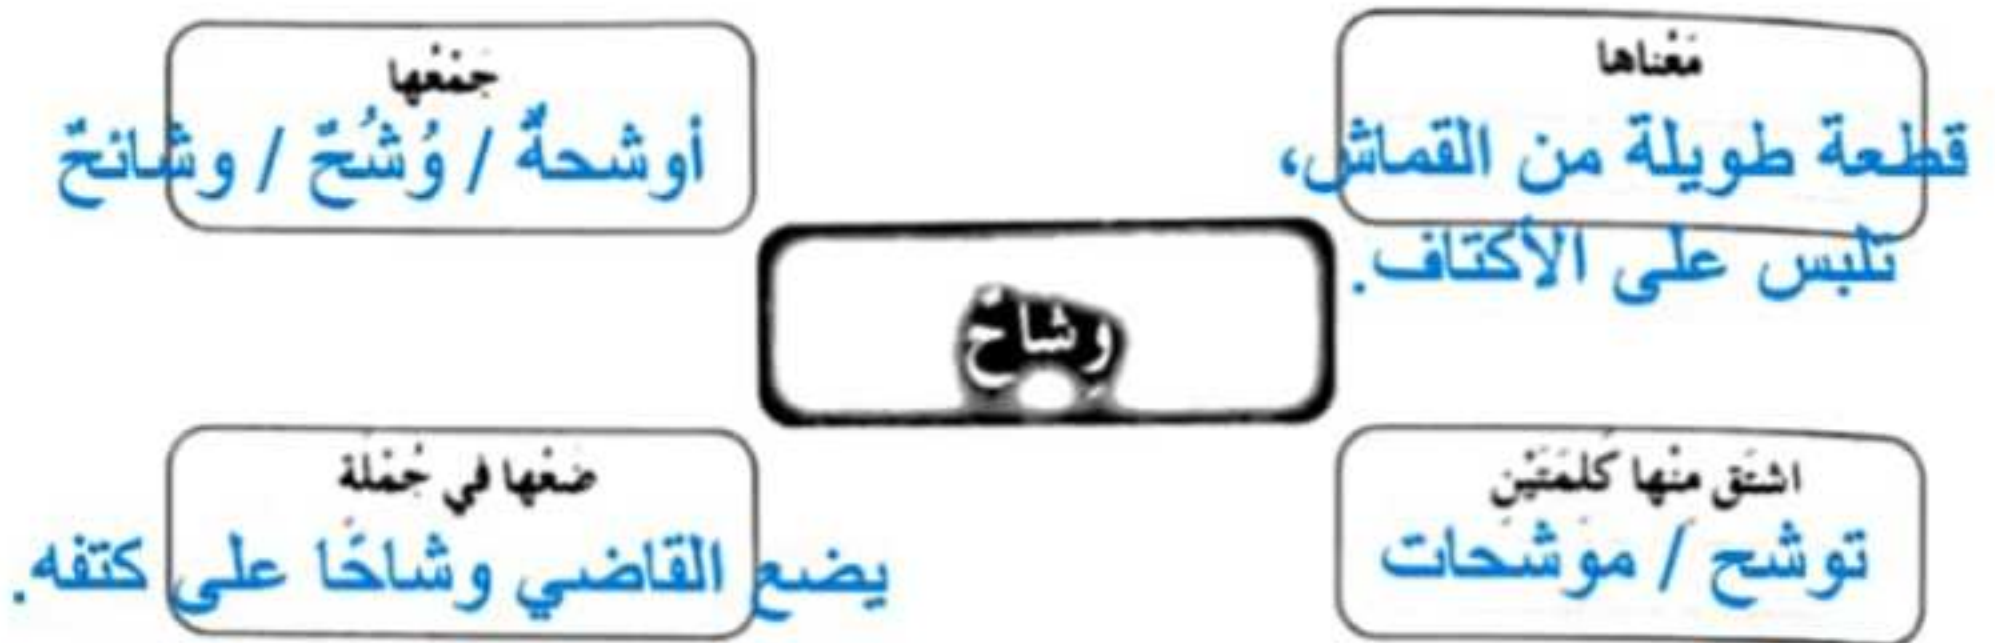 مَعْناها
قطعة طويلة من القماش،
تلبس على الأكتاف.
جَمْعُها
أوشحةٌ / وُشُحٌ / وشائحٌ
وِشاحٌ
اشتَق مِنْها كَلِمَتَيْنِ
توشح / موشحات
ضَعْها في جُمْلَة
يضع القاضي وشاحًا على كتفه.